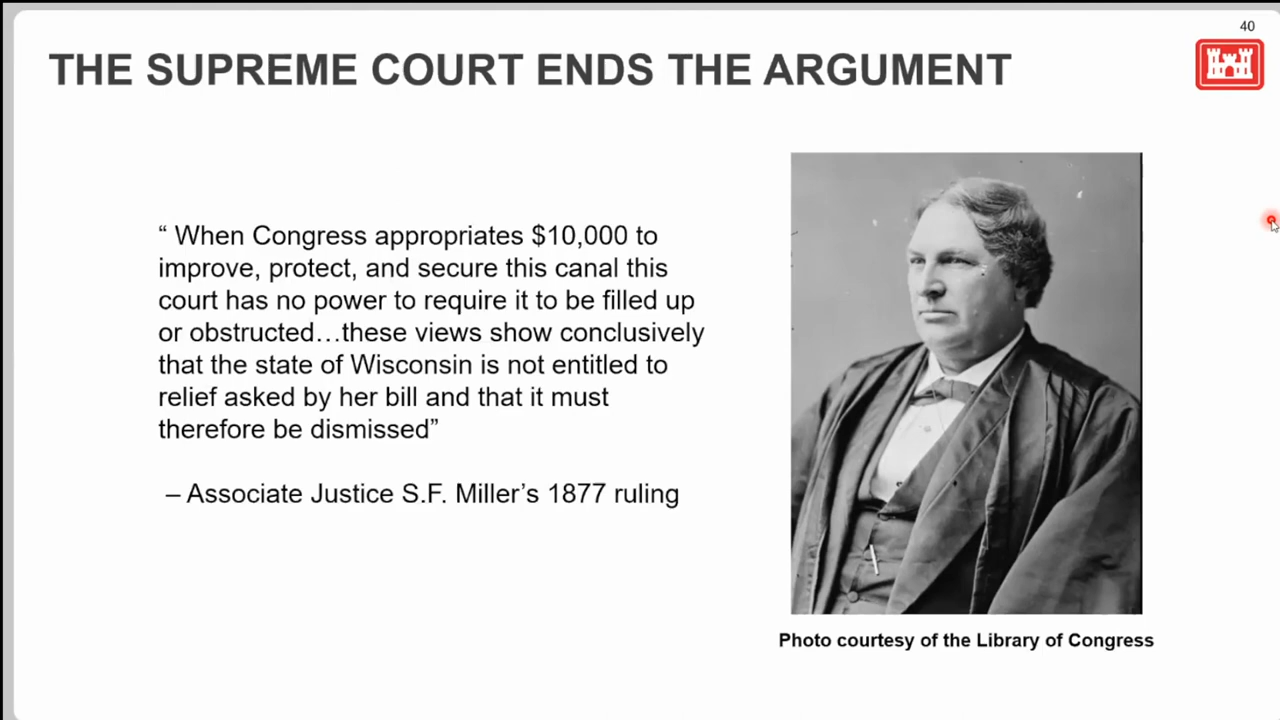 40
THE SUPREME COURT ENDS THE ARGUMENT
“ When Congress appropriates $10,000 to
improve, protect, and secure this canal this
court has no power to require it to be filled up
or obstructed…these views show conclusively
that the state of Wisconsin is not entitled to
relief asked by her bill and that it must
therefore be dismissed”
– Associate Justice S.F. Miller’s 1877 ruling
Photo courtesy of the Library of Congress